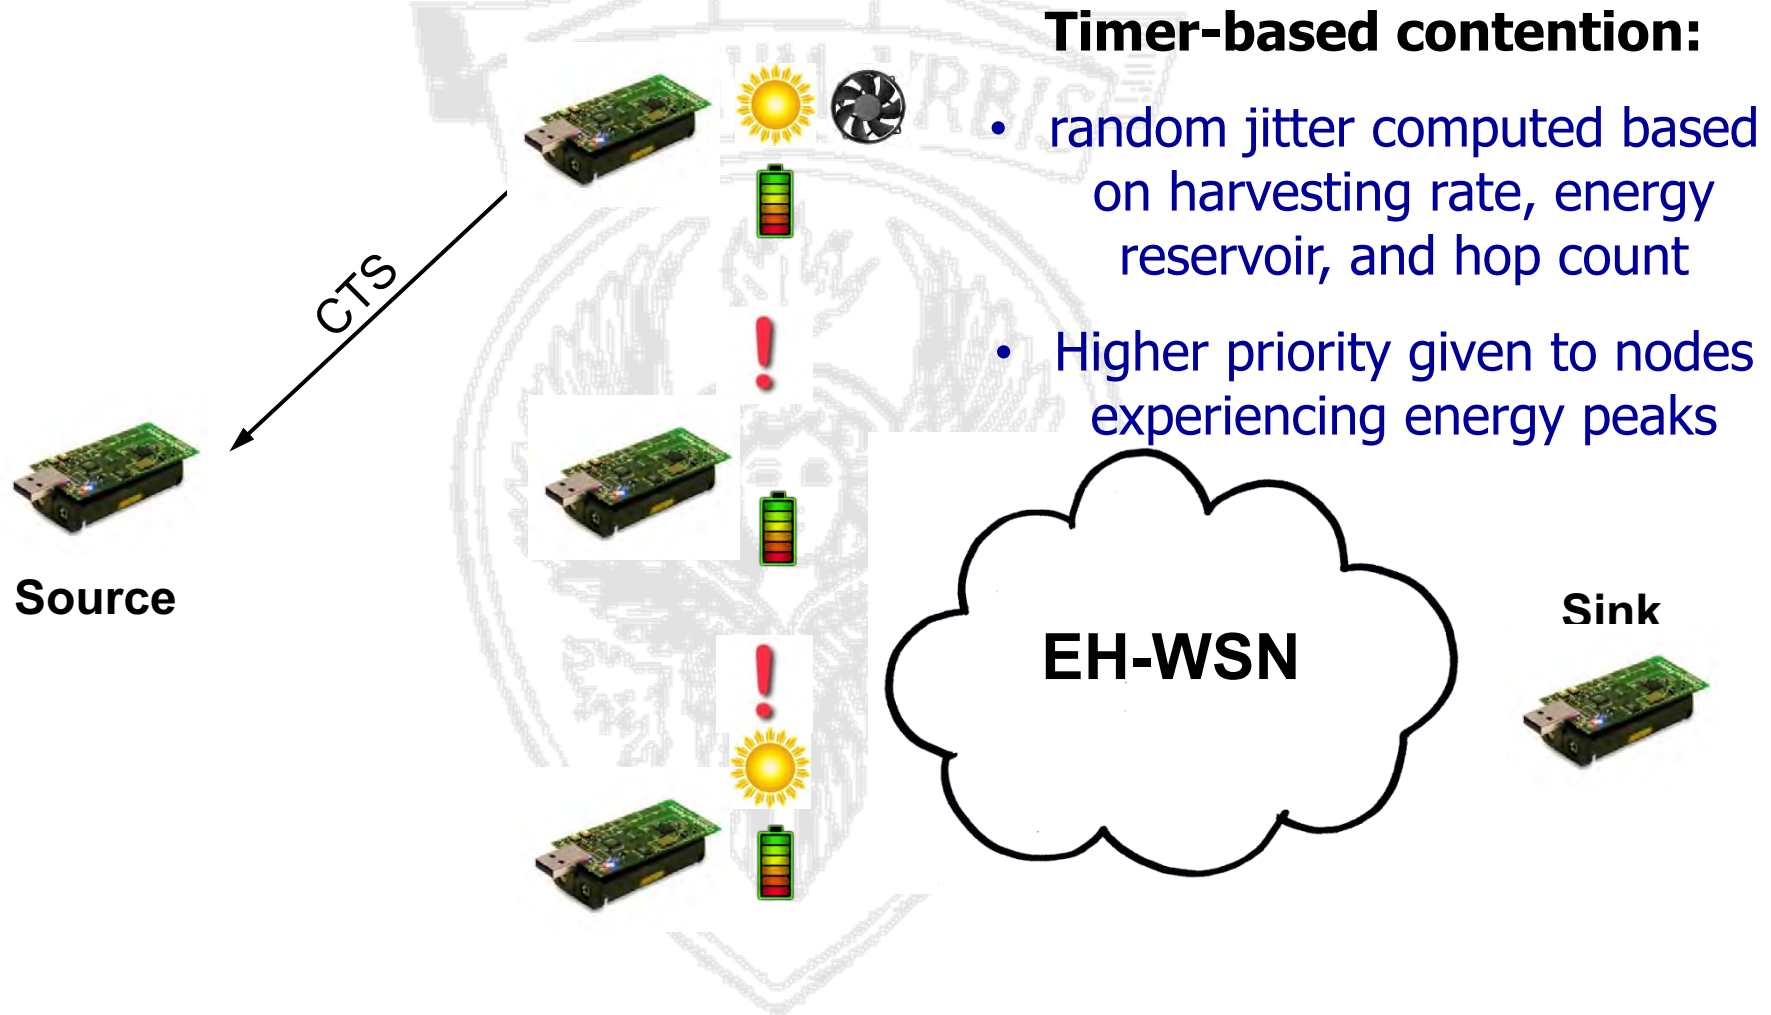 Timer-based contention:
• random jitter computed based
on harvesting rate, energy
reservoir, and hop count
• Higher priority given to nodes
experiencing energy peaks
CTS
Source
EH-WSN
Sink